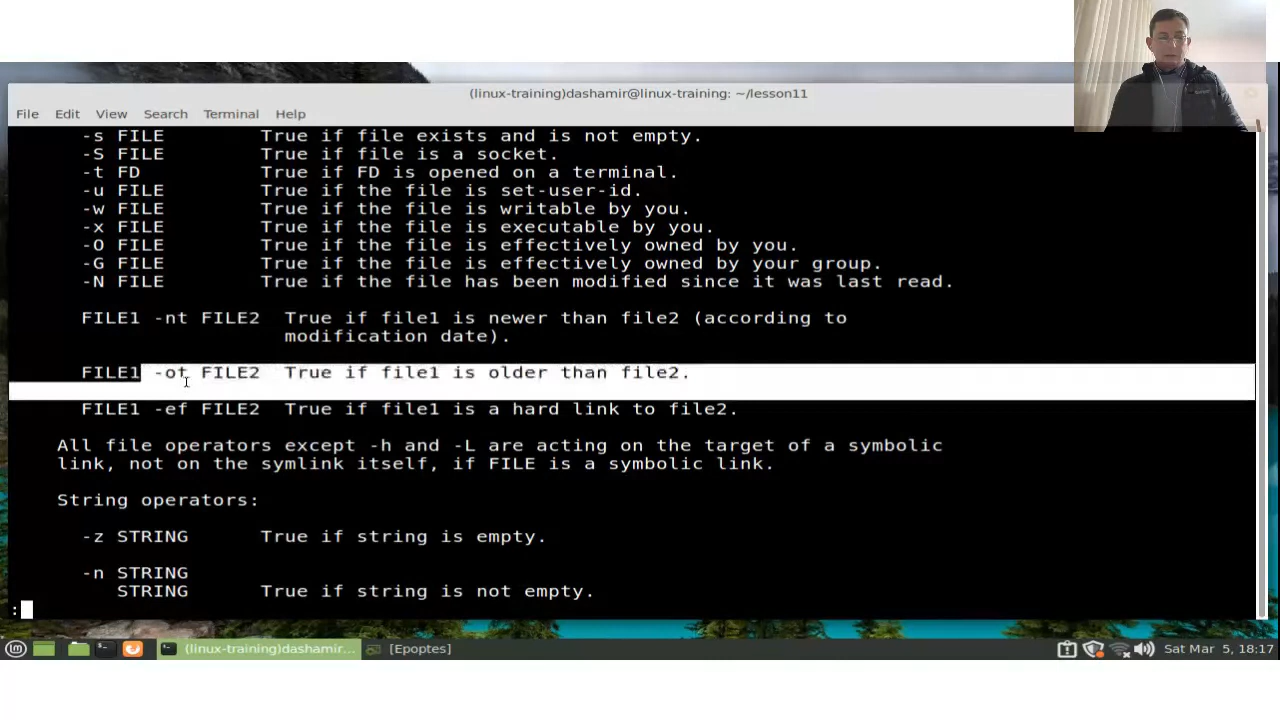 (linux-training)dashamir@linux-training: ~/lesson11
File Edit View Search Terminal Help
-s FILE True if file exists and is not empty.
-S FILE True if file is a socket.
-t FD True if FD is opened on a terminal.
-u FILE True if the file is set-user-id.
-w FILE True if the file is writable by you.
-x FILE True if the file is executable by you.
-O FILE True if the file is effectively owned by you.
-G FILE True if the file is effectively owned by your group.
-N FILE True if the file has been modified since it was last read.
FILE1 -nt FILE2 True if file1 is newer than file2 (according to
modification date).
FILE1 -ot FILE2 True if file1 is older than file2.
FILE1 -ef FILE2 True if file1 is a hard link to file2.
All file operators except -h and -L are acting on the target of a symbolic
link, not on the symlink itself, if FILE is a symbolic link.
String operators:
-z STRING True if string is empty.
-n STRING
STRING True if string is not empty.
:
(linux-training)dashamir... [Epoptes] Sat Mar 5, 18:17